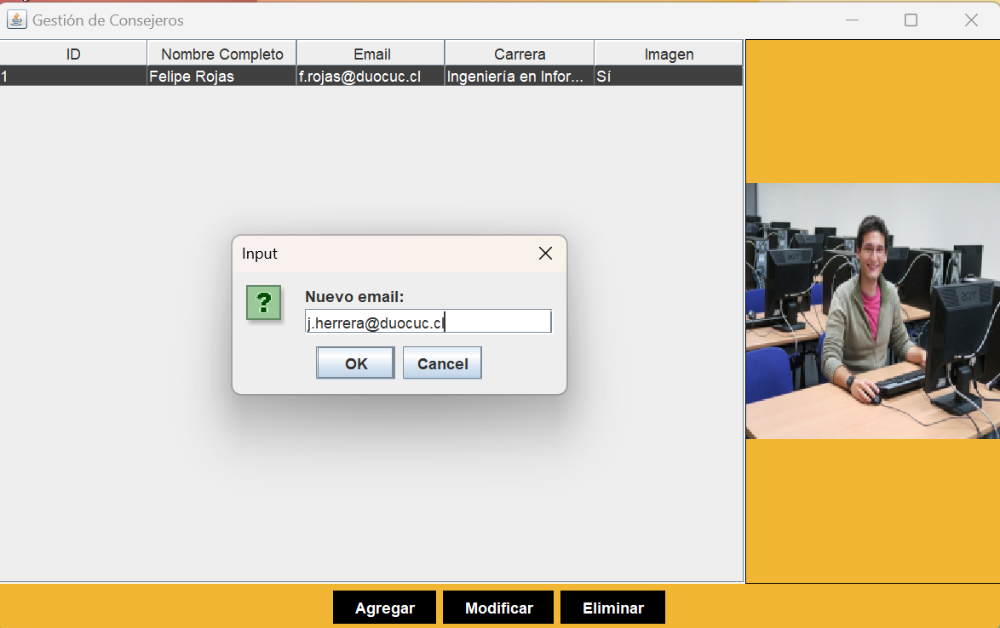 Gestión de Consejeros
ID Nombre Completo Email Carrera Imagen
1 Felipe Rojas f.rojas@duocuc.cl Ingeniería en Infor... Sí
Input
Nuevo email:
j.herrera@duocuc.cl
OK Cancel
Agregar Modificar Eliminar